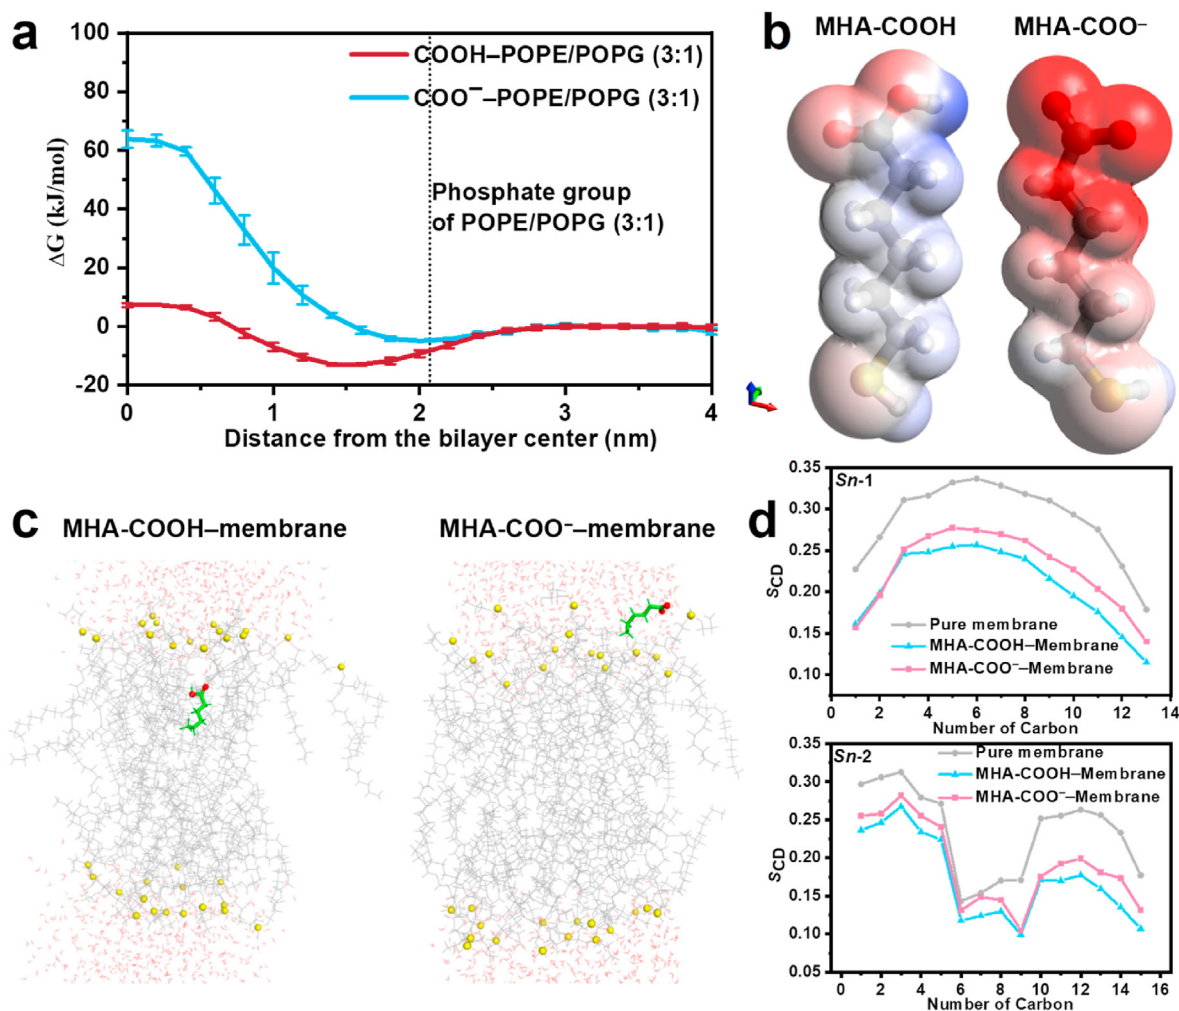 a
100
80
60
40
20
0
-20
ΔG (kJ/mol)
COOH–POPE/POPG (3:1)
COO⁻–POPE/POPG (3:1)
Phosphate group
of POPE/POPG (3:1)
0 1 2 3 4
Distance from the bilayer center (nm)
b
MHA-COOH MHA-COO⁻
c
MHA-COOH–membrane MHA-COO⁻–membrane
d
0.35
0.30
0.25
0.20
0.15
0.10
SCD
Sn-1
Pure membrane
MHA-COOH–Membrane
MHA-COO⁻–Membrane
0 2 4 6 8 10 12 14
Number of Carbon
0.35
0.30
0.25
0.20
0.15
0.10
0.05
SCD
Sn-2
Pure membrane
MHA-COOH–Membrane
MHA-COO⁻–Membrane
0 2 4 6 8 10 12 14 16
Number of Carbon